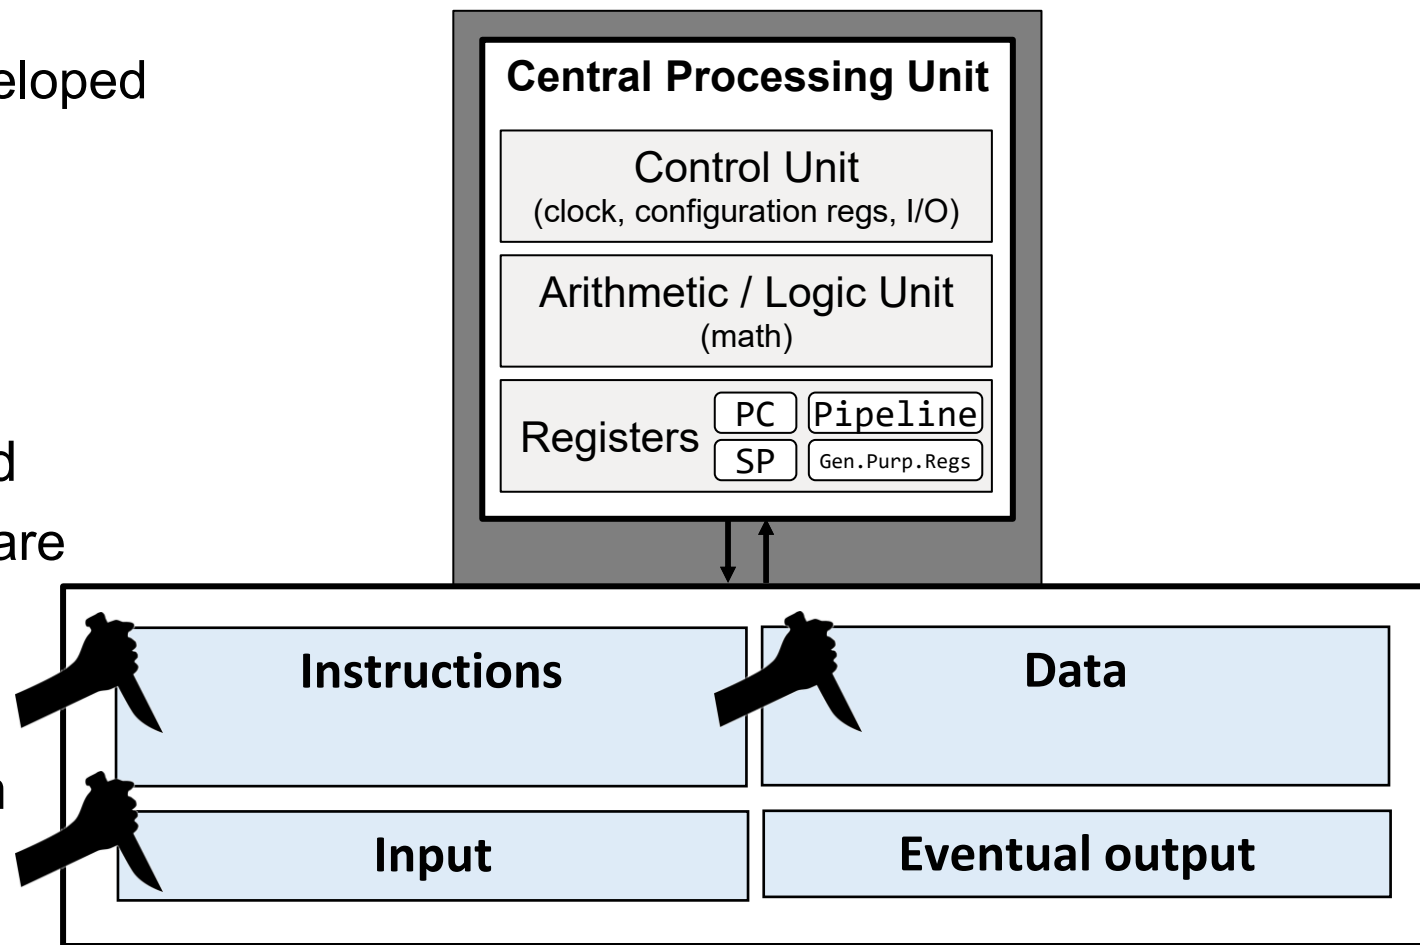 eloped
Central Processing Unit
Control Unit
(clock, configuration regs, I/O)
Arithmetic / Logic Unit
(math)
Registers
PC Pipeline
SP Gen.Purp.Regs
d
are
Instructions Data
n
Input Eventual output